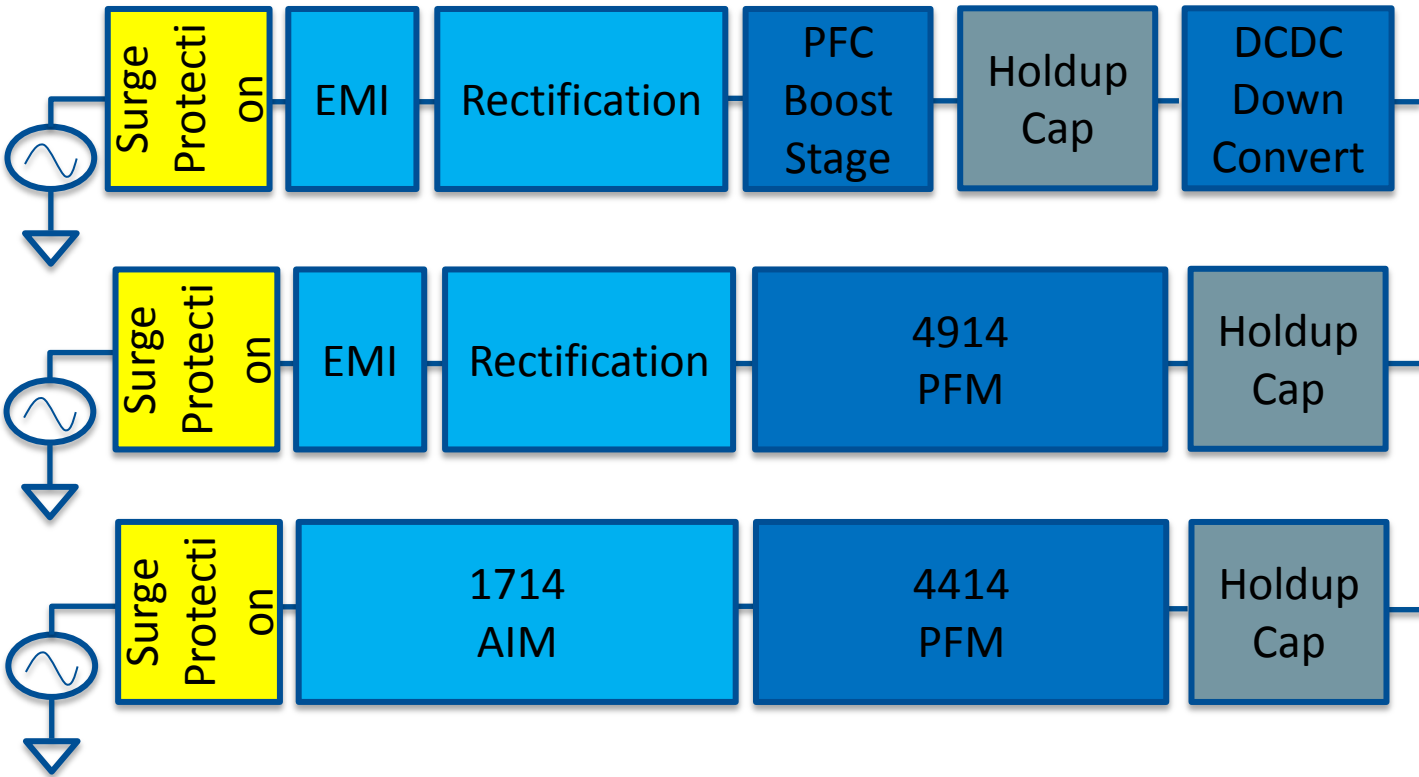 Surge
Protecti
on
EMI
Rectification
PFC
Boost
Stage
Holdup
Cap
DCDC
Down
Convert
Surge
Protecti
on
EMI
Rectification
4914
PFM
Holdup
Cap
Surge
Protecti
on
1714
AIM
4414
PFM
Holdup
Cap